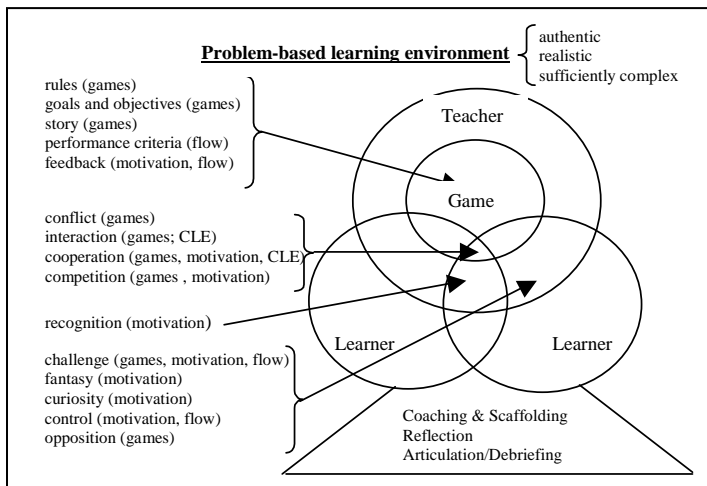 Problem-based learning environment
authentic
realistic
sufficiently complex
rules (games)
goals and objectives (games)
story (games)
performance criteria (flow)
feedback (motivation, flow)
Teacher
Game
conflict (games)
interaction (games; CLE)
cooperation (games, motivation, CLE)
competition (games , motivation)
recognition (motivation)
Learner
Learner
challenge (games, motivation, flow)
fantasy (motivation)
curiosity (motivation)
control (motivation, flow)
opposition (games)
Coaching & Scaffolding
Reflection
Articulation/Debriefing